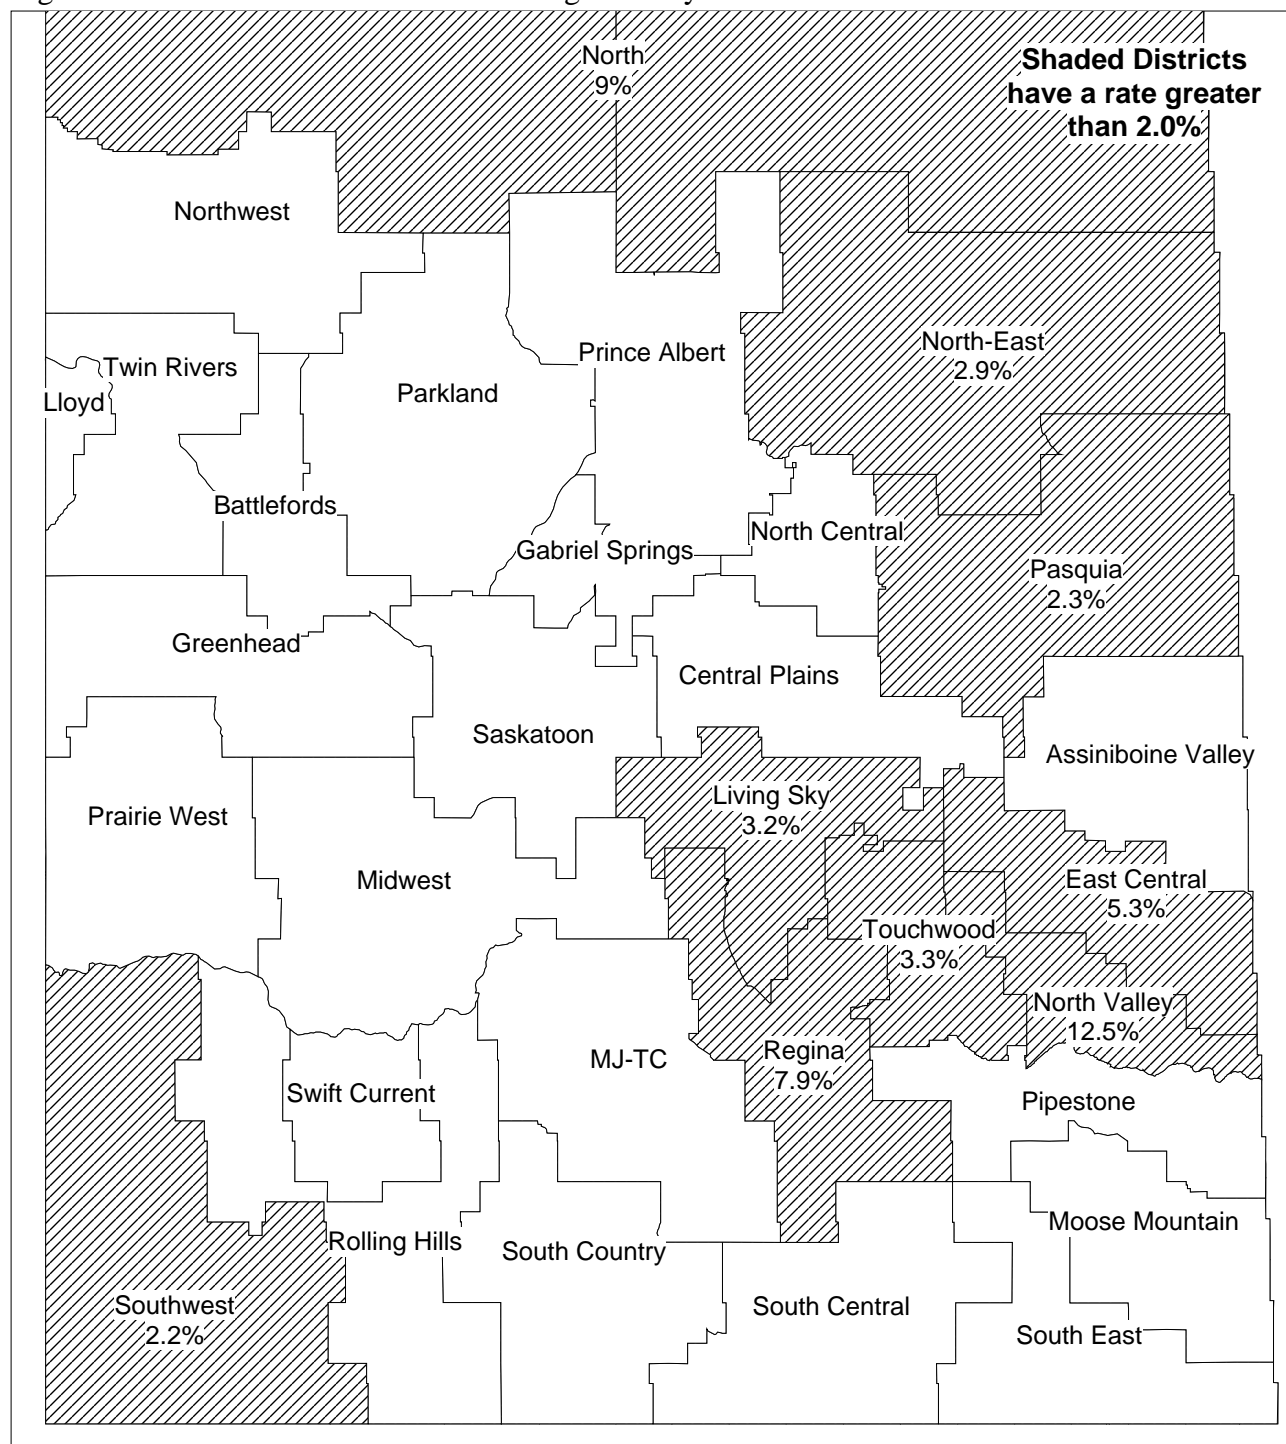 North
9%
Shaded Districts
have a rate greater
than 2.0%
Northwest
North-East
2.9%
Prince Albert
Twin Rivers
Parkland
Lloyd
Battlefords
North Central
Gabriel Springs
Pasquia
2.3%
Greenhead
Central Plains
Saskatoon
Assiniboine Valley
Living Sky
3.2%
Prairie West
Midwest
East Central
5.3%
Touchwood
3.3%
North Valley
12.5%
Regina
7.9%
MJ-TC
Swift Current
Pipestone
Moose Mountain
Rolling Hills
South Country
Southwest
2.2%
South Central
South East